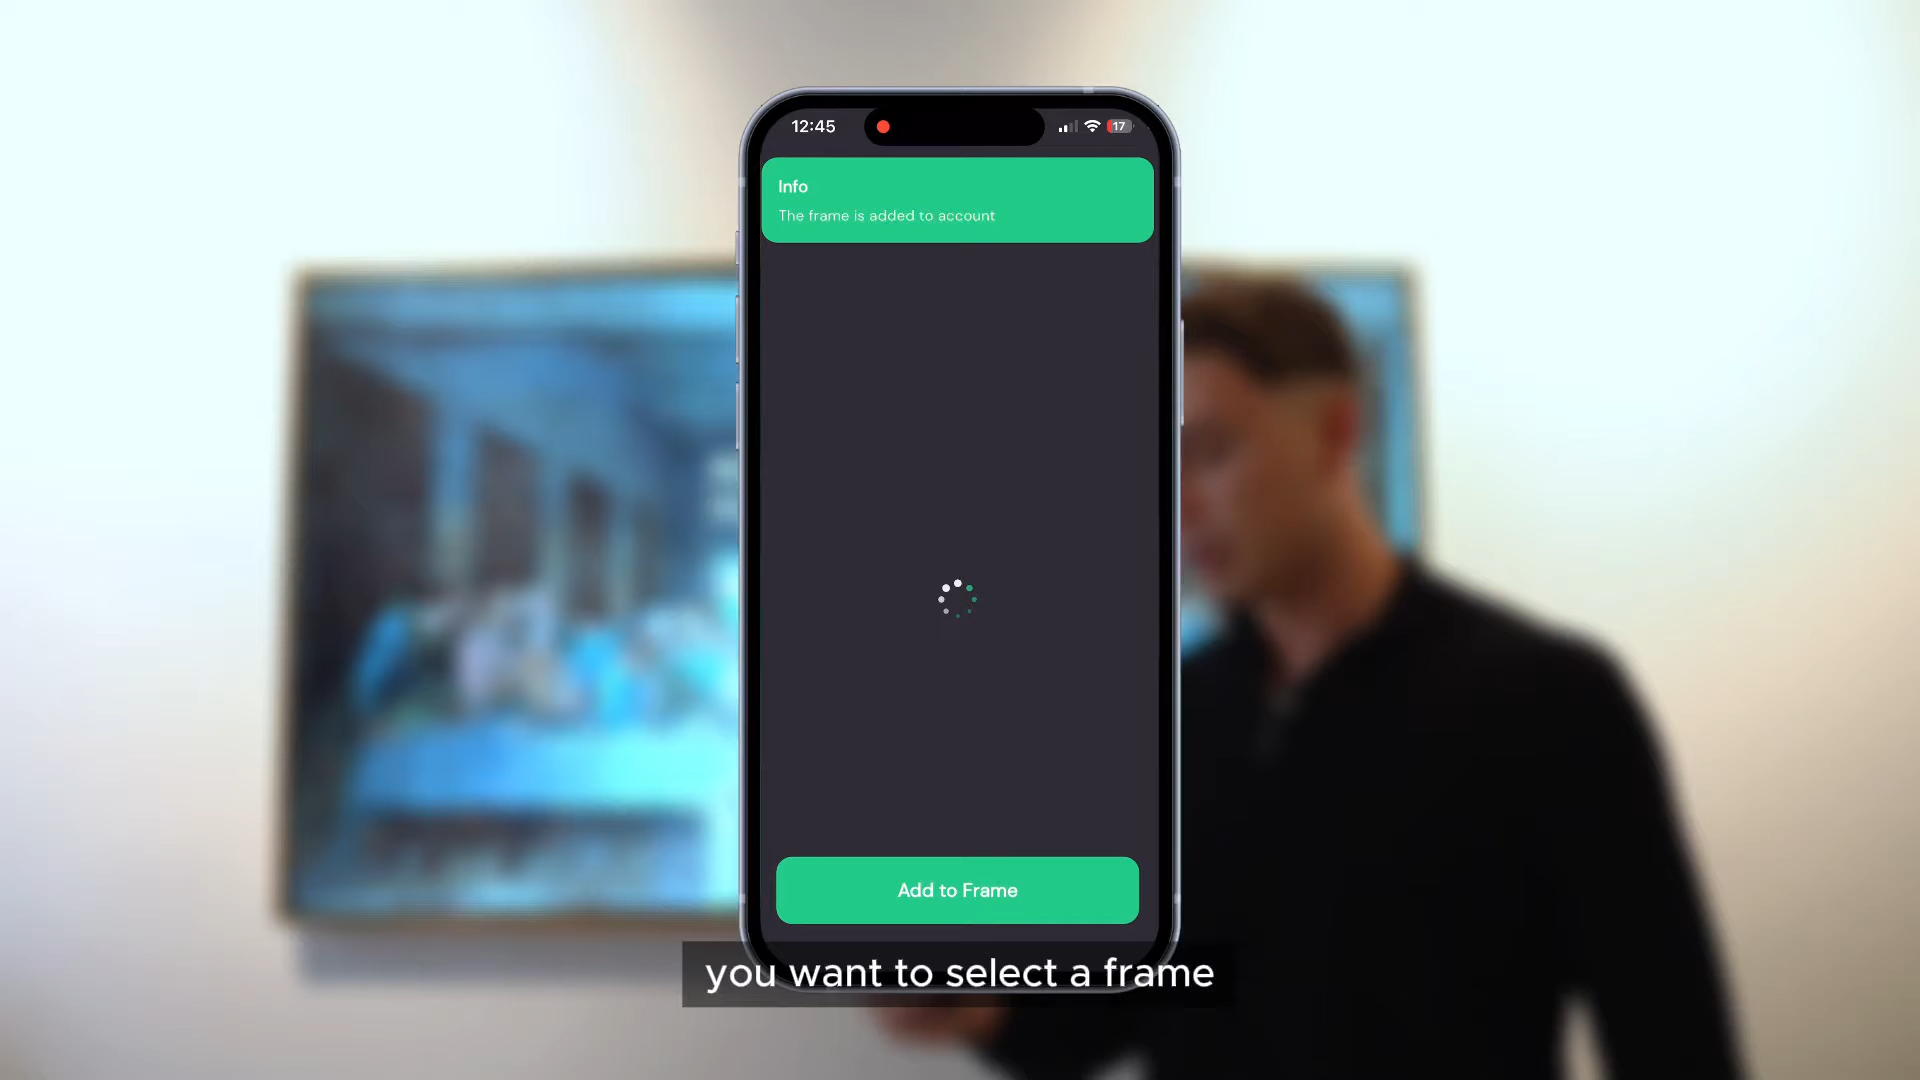 12:45
17
Info
The frame is added to account
Add to Frame
you want to select a frame